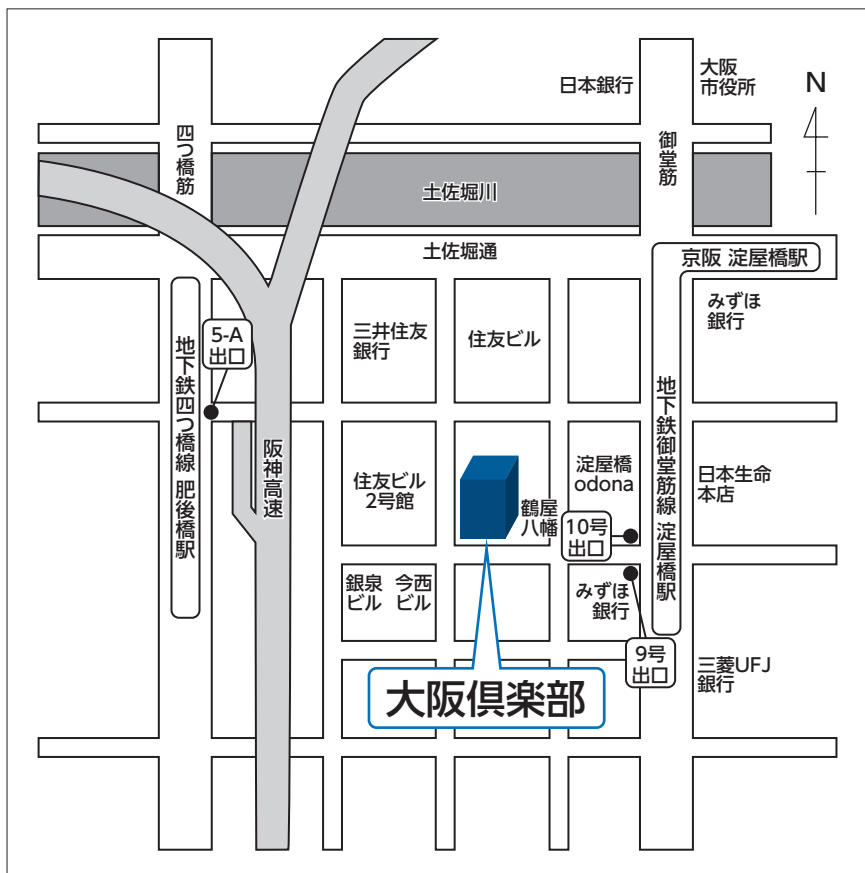 日本銀行
大阪
市役所
N
四つ橋筋
御堂筋
土佐堀川
土佐堀通
京阪 淀屋橋駅
みずほ
銀行
5-A
出口
三井住友
銀行
住友ビル
地下鉄四つ橋線 肥後橋駅
阪神高速
地下鉄御堂筋線 淀屋橋駅
住友ビル
2号館
鶴屋
八幡
淀屋橋
odona
日本生命
本店
10号
出口
銀泉
ビル
今西
ビル
みずほ
銀行
9号
出口
三菱UFJ
銀行
大阪倶楽部